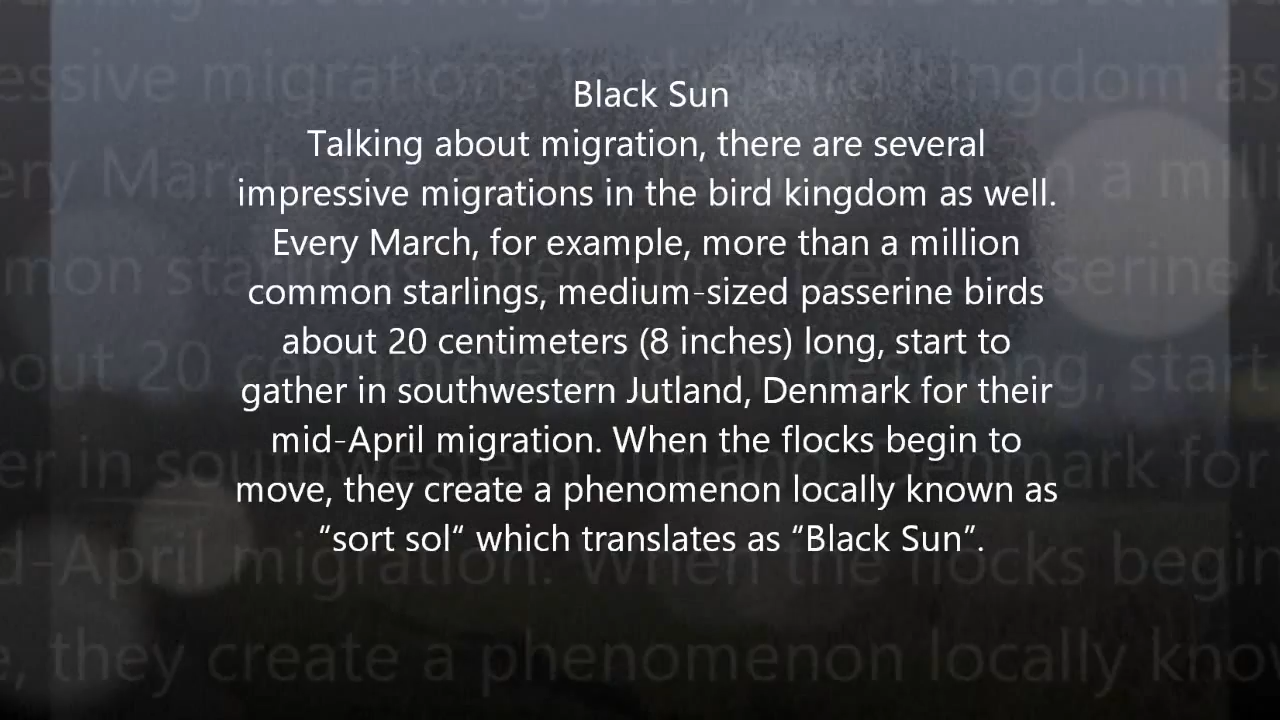 Black Sun
Talking about migration, there are several
impressive migrations in the bird kingdom as well.
Every March, for example, more than a million
common starlings, medium-sized passerine birds
about 20 centimeters (8 inches) long, start to
gather in southwestern Jutland, Denmark for their
mid-April migration. When the flocks begin to
move, they create a phenomenon locally known as
“sort sol“ which translates as “Black Sun”.